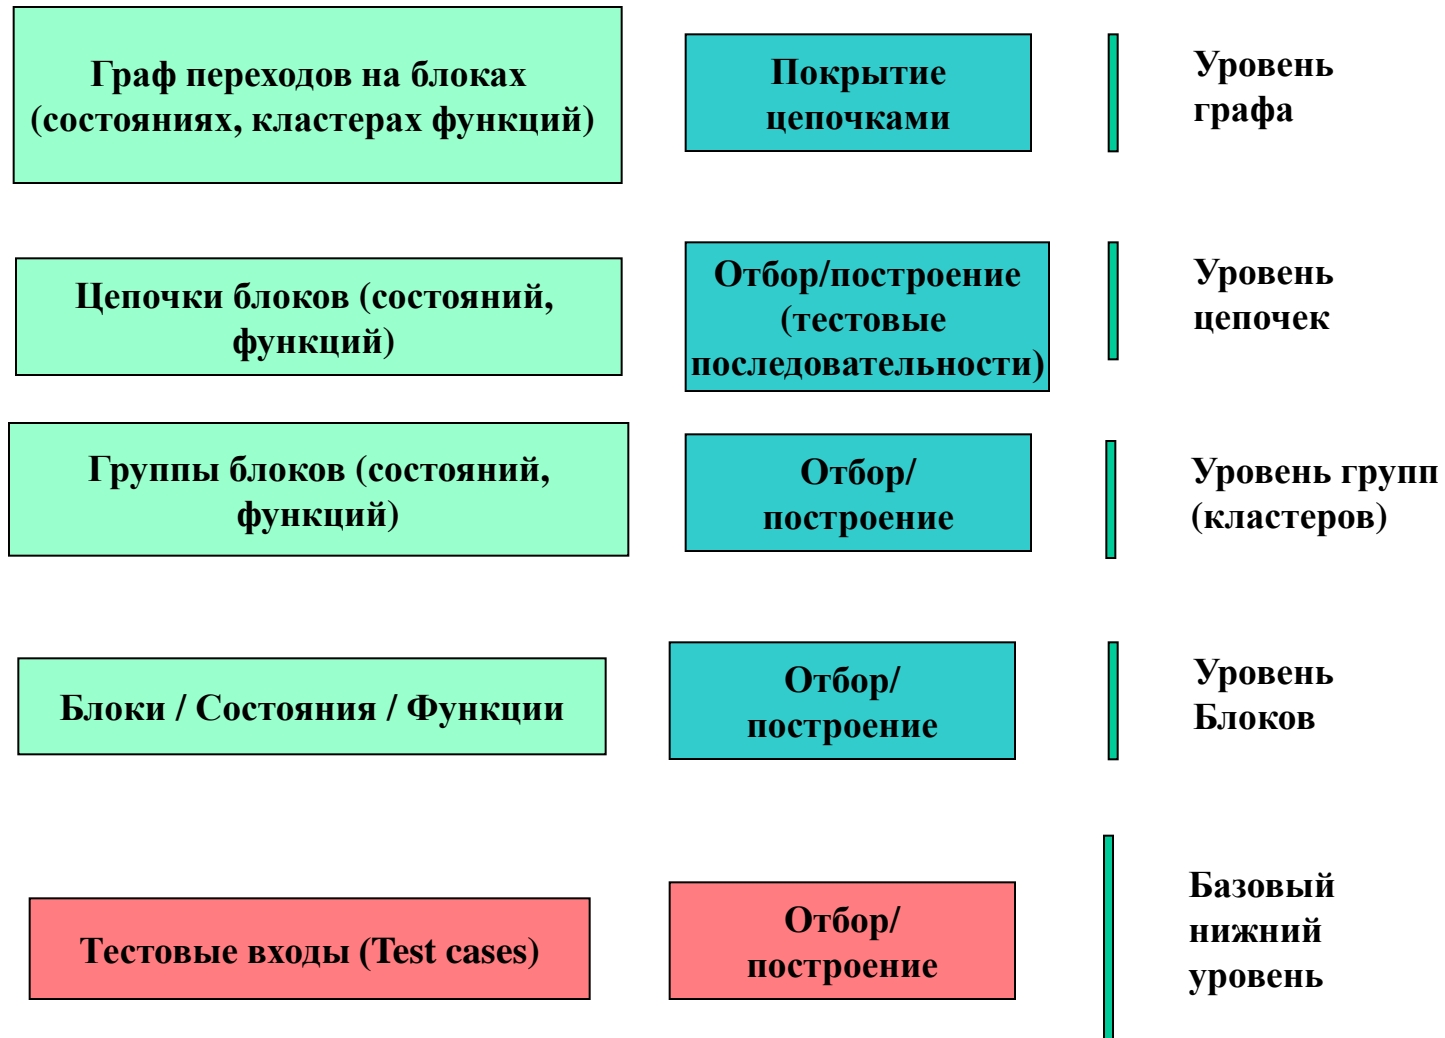 Граф переходов на блоках
(состояниях, кластерах функций)
Покрытие
цепочками
Уровень
графа
Цепочки блоков (состояний,
функций)
Отбор/построение
(тестовые
последовательности)
Уровень
цепочек
Группы блоков (состояний,
функций)
Отбор/
построение
Уровень групп
(кластеров)
Блоки / Состояния / Функции
Отбор/
построение
Уровень
Блоков
Тестовые входы (Test cases)
Отбор/
построение
Базовый
нижний
уровень